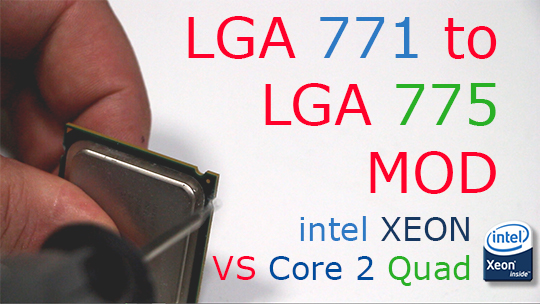 LGA 771 to
LGA 775
MOD
intel XEON
VS Core 2 Quad
intel
Xeon
inside